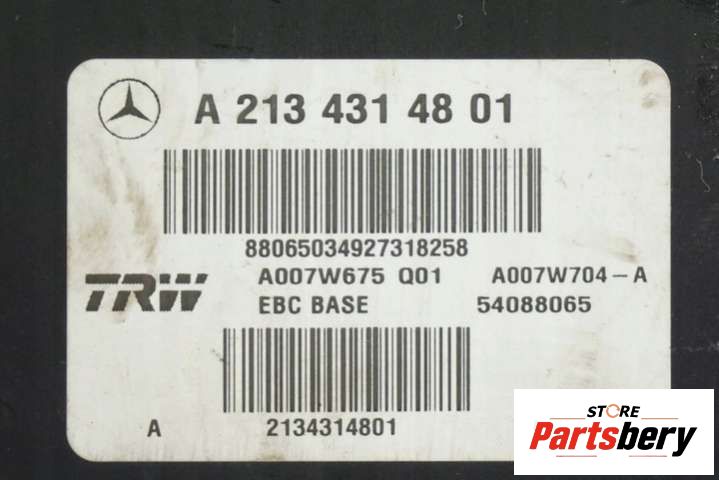 A 213 431 48 01
88065034927318258
A007W675 Q01 A007W704-A
TRW
EBC BASE 54088065
A 2134314801
STORE
Partsbery